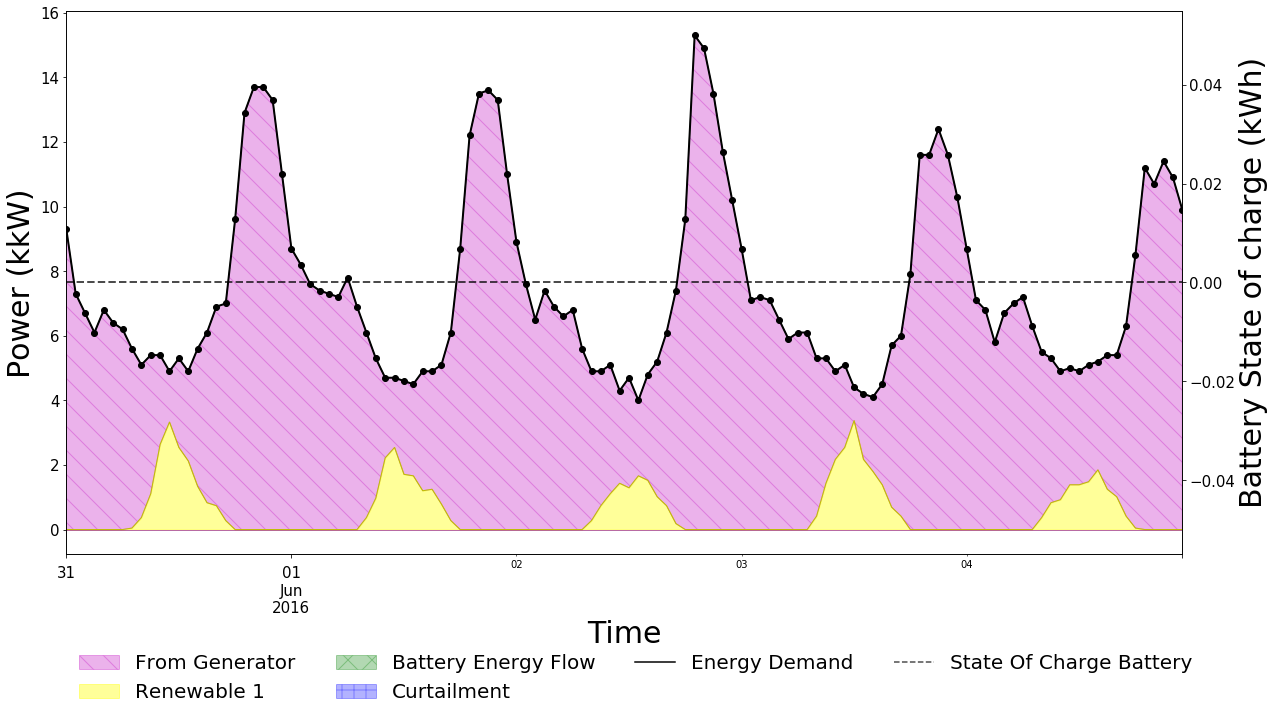 16
14
12
10
8
6
4
2
0
Power (kkW)
0.04
0.02
0.00
−0.02
−0.04
Battery State of charge (kWh)
31
01
Jun
2016
02
03
04
Time
From Generator
Battery Energy Flow
Energy Demand
State Of Charge Battery
Renewable 1
Curtailment